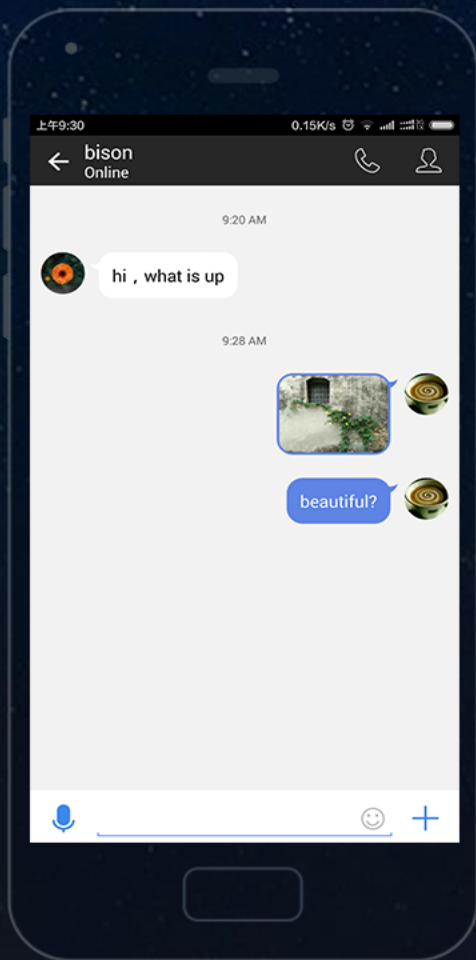 上午9:30
0.15K/s
bison
Online
9:20 AM
hi , what is up
9:28 AM
beautiful?